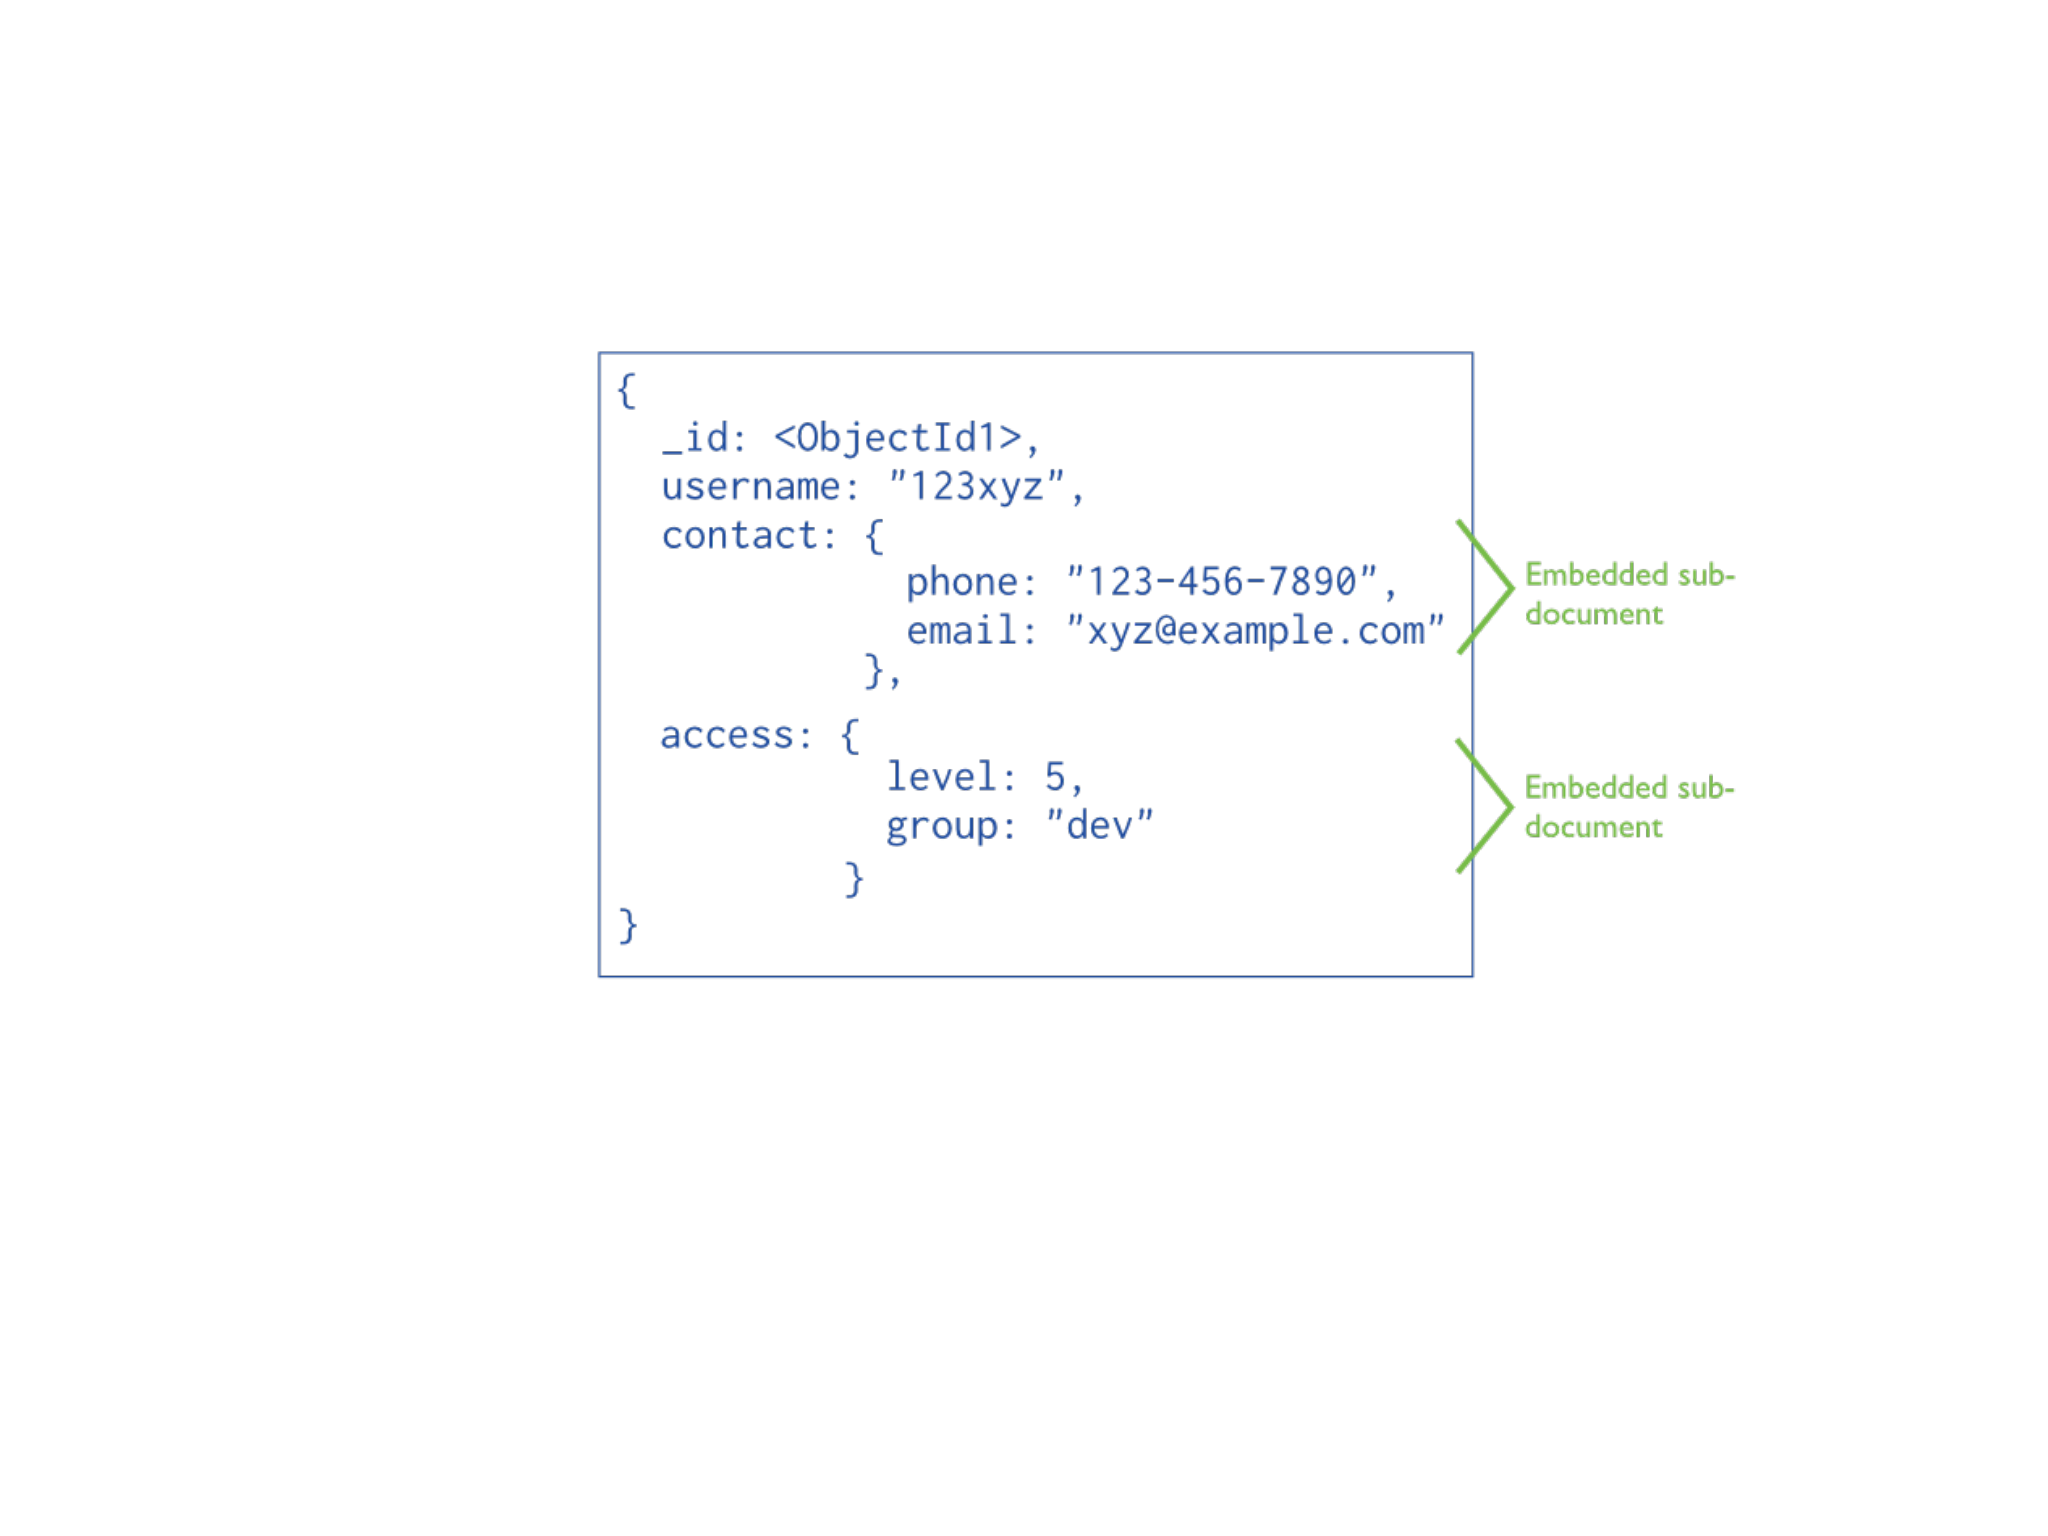 {
_id: <ObjectId1>,
username: "123xyz",
contact: {
phone: "123-456-7890",
email: "xyz@example.com"
},
access: {
level: 5,
group: "dev"
}
}
Embedded sub-
document
Embedded sub-
document